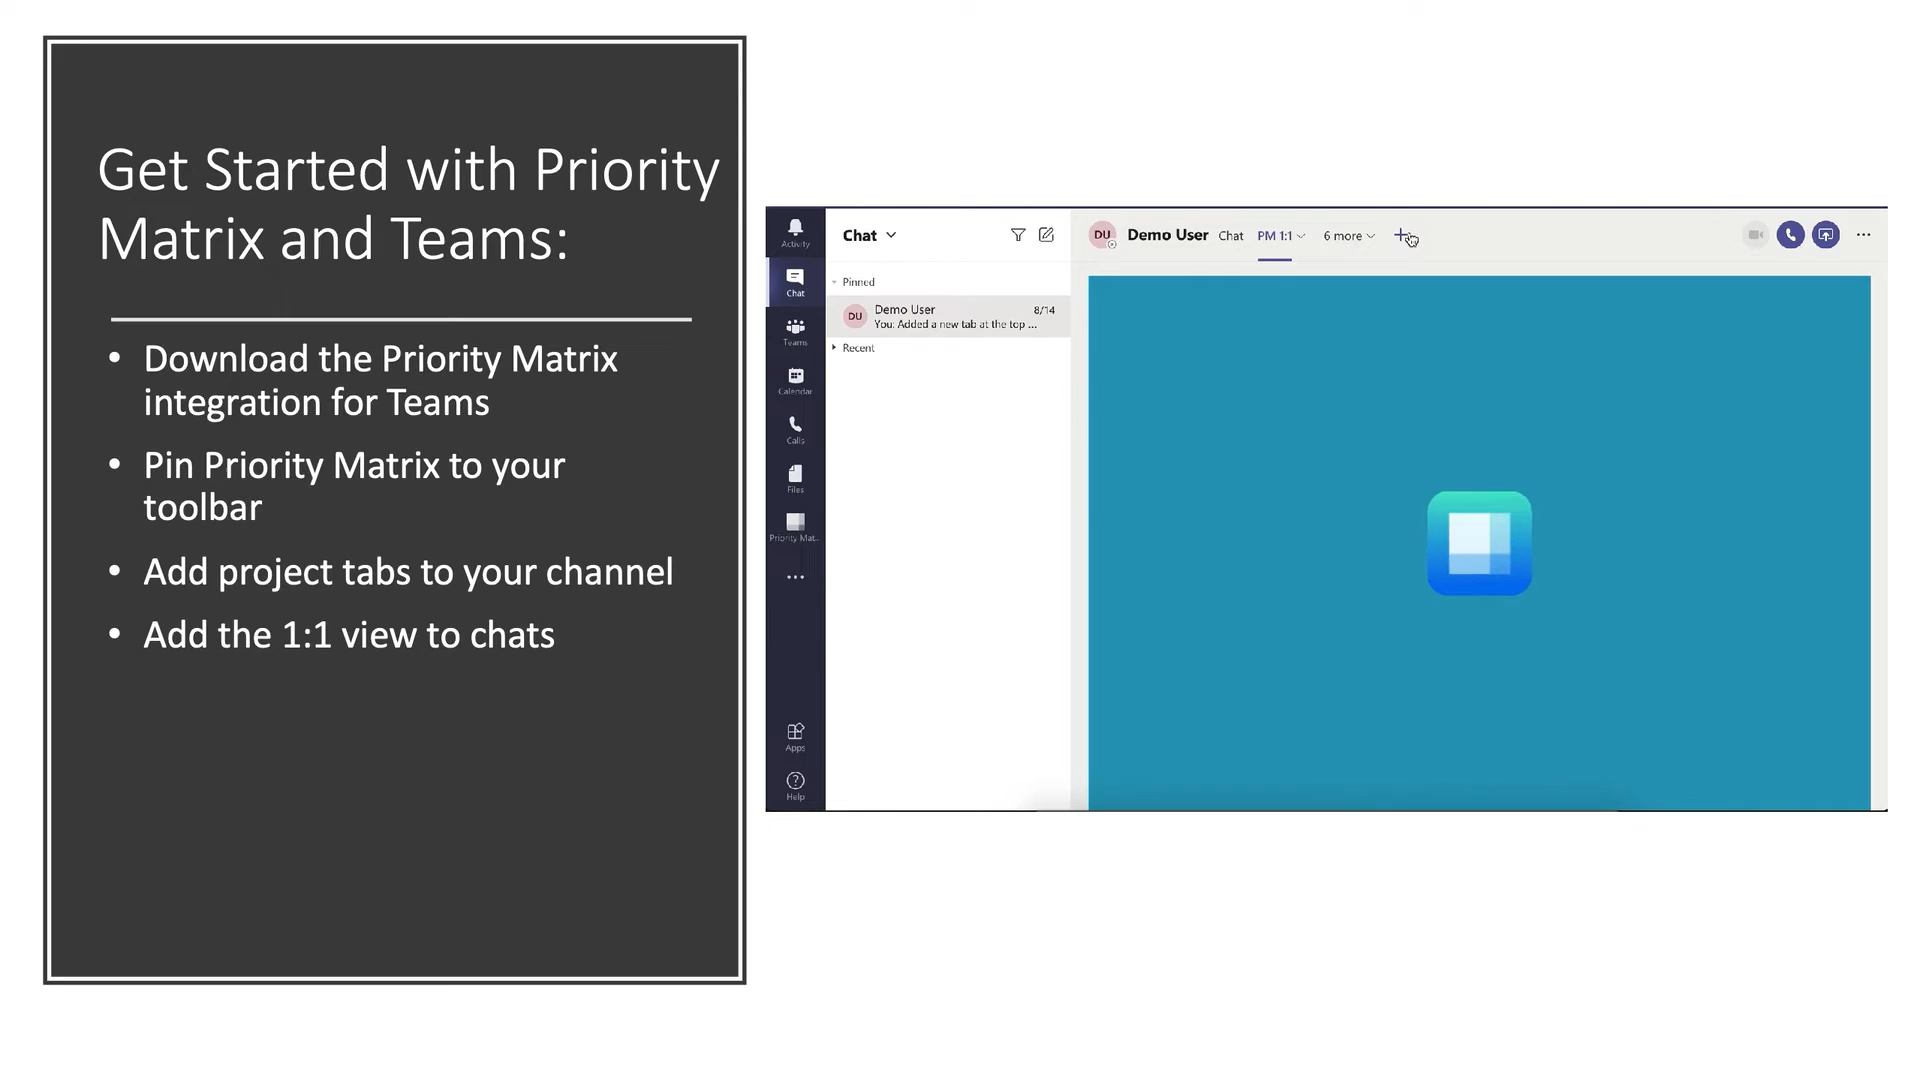 Get Started with Priority
Matrix and Teams:
• Download the Priority Matrix
integration for Teams
• Pin Priority Matrix to your
toolbar
• Add project tabs to your channel
• Add the 1:1 view to chats
Activity
Chat
Teams
Calendar
Calls
Files
Priority Mat...
Apps
Help
Chat
Pinned
DU
Demo User 8/14
You: Added a new tab at the top ...
Recent
DU Demo User Chat PM 1:1 6 more